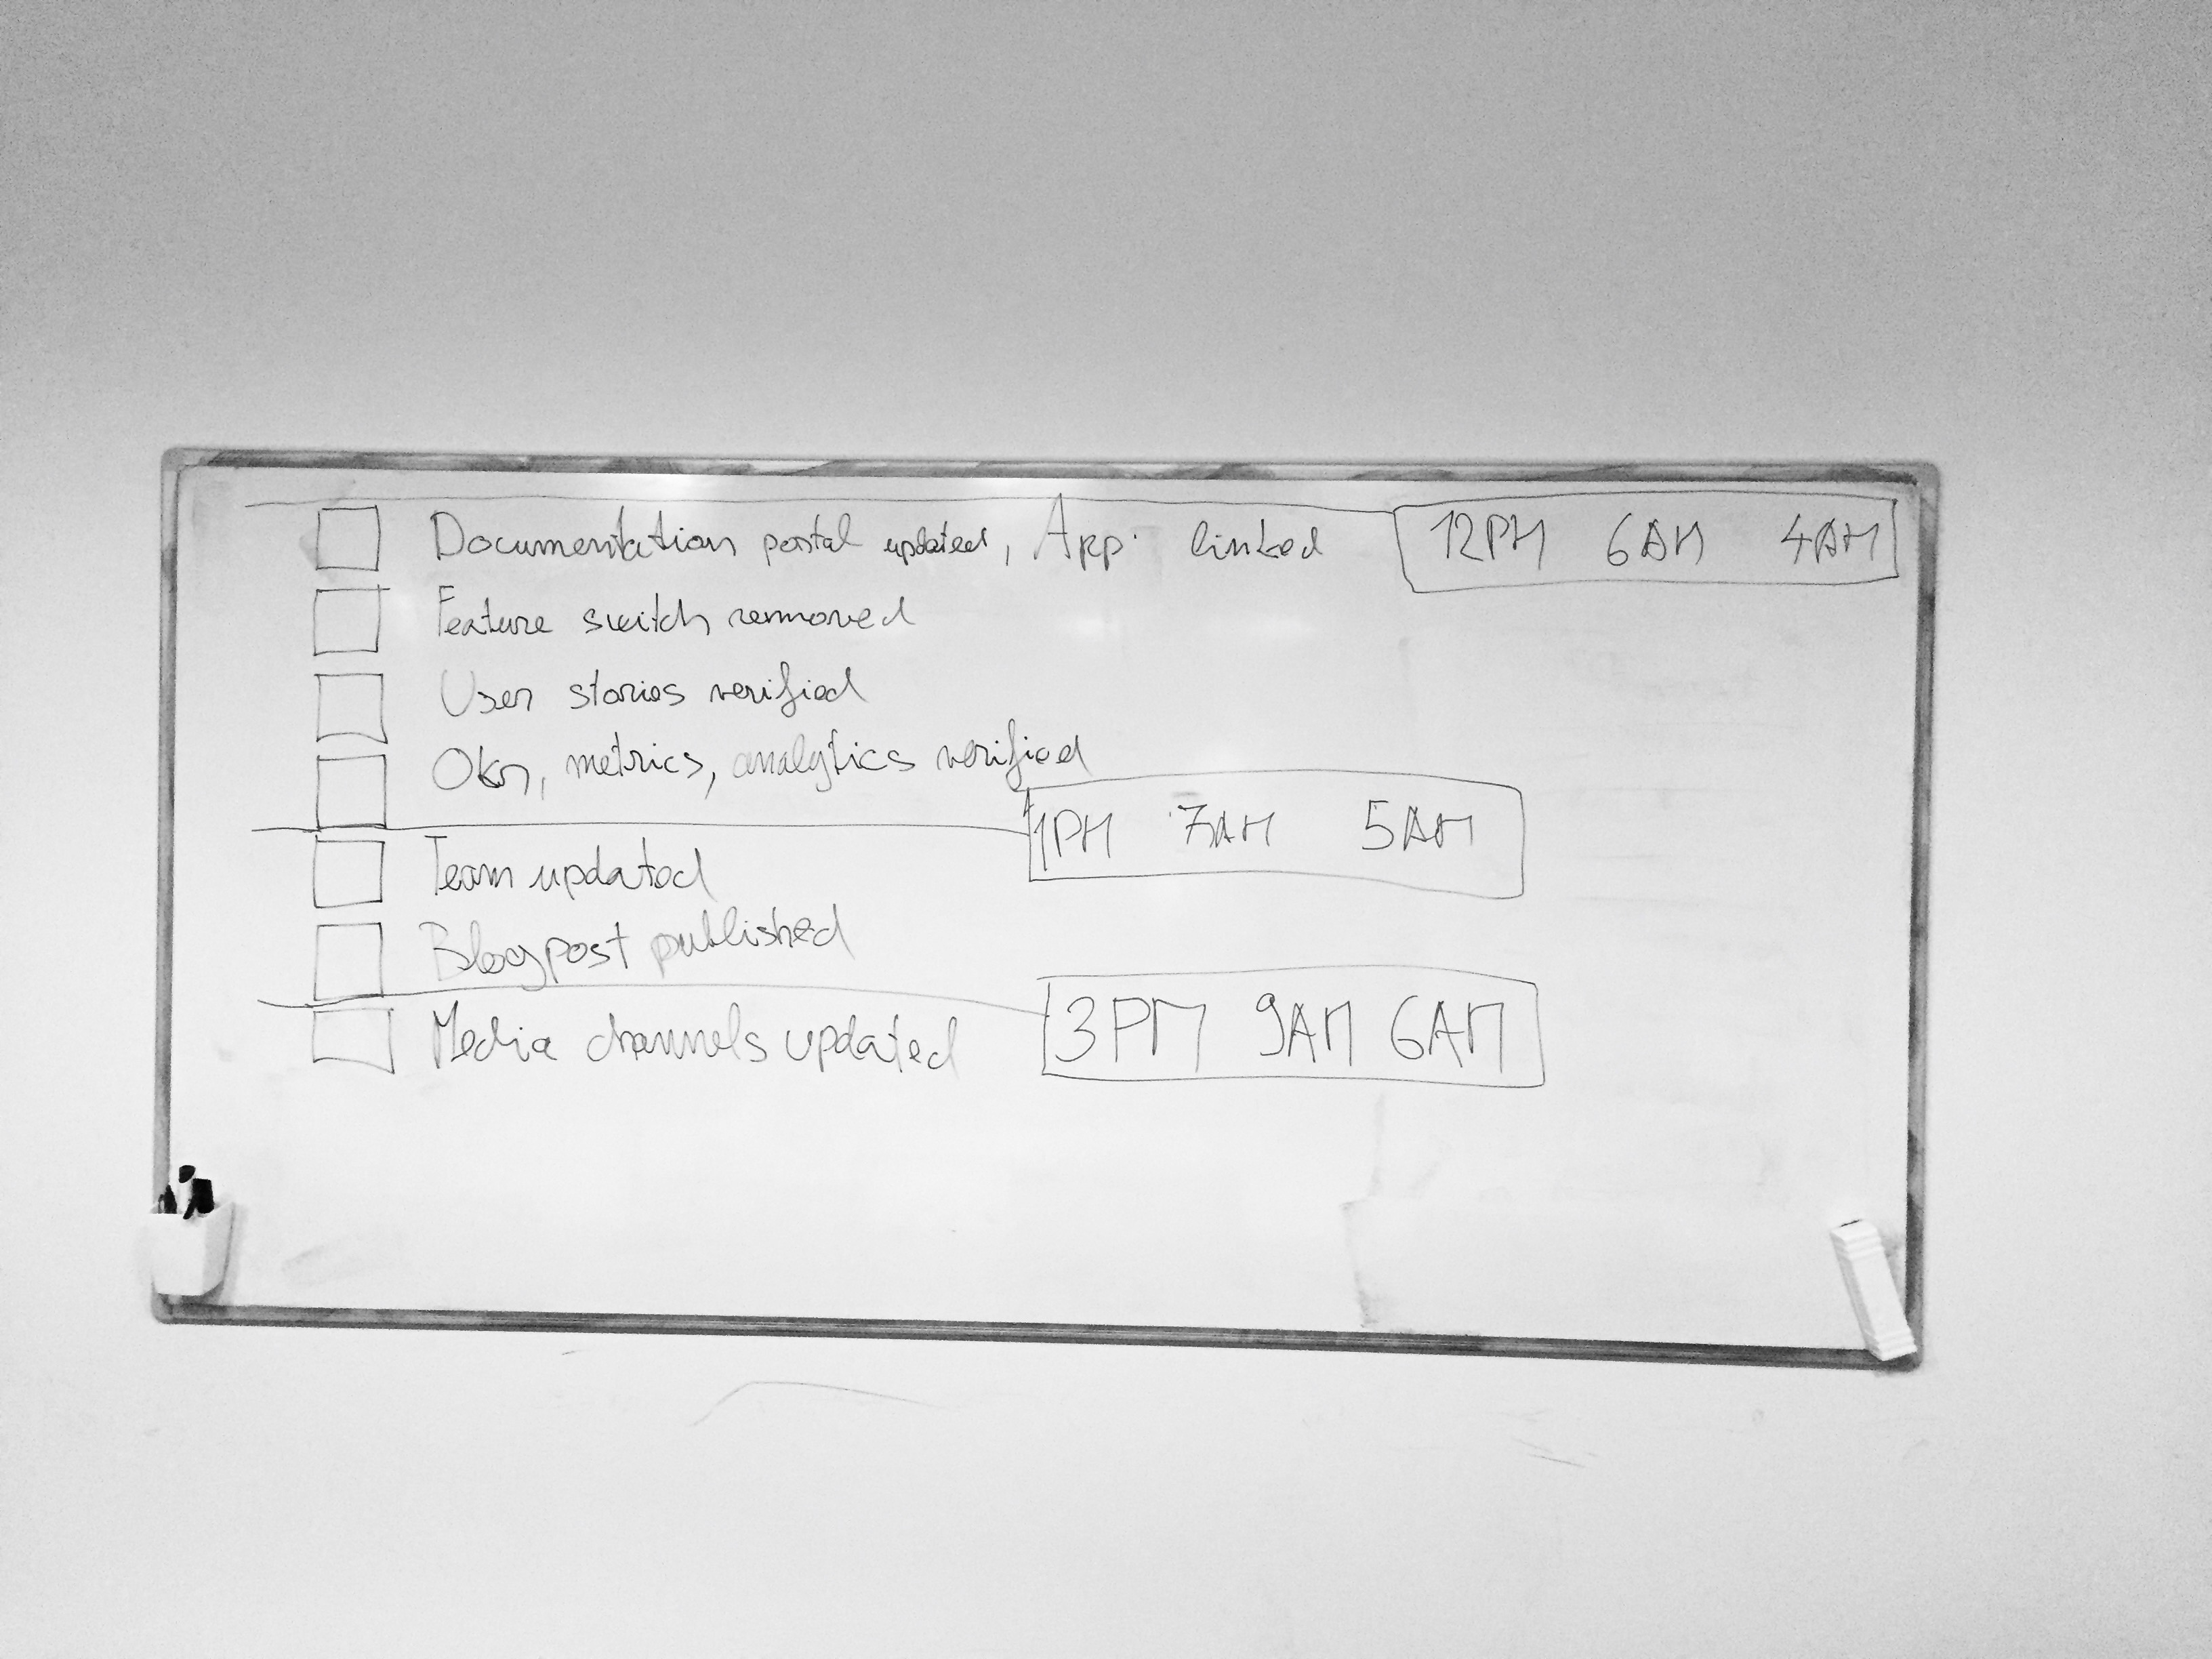 Documentation portal updated, App. linked 12PM 6AM 4AM
Feature switch removed
User stories verified
Okr, metrics, analytics verified
1PM 7AM 5AM
Team updated
Blogpost published
Media channels updated 3PM 9AM 6AM